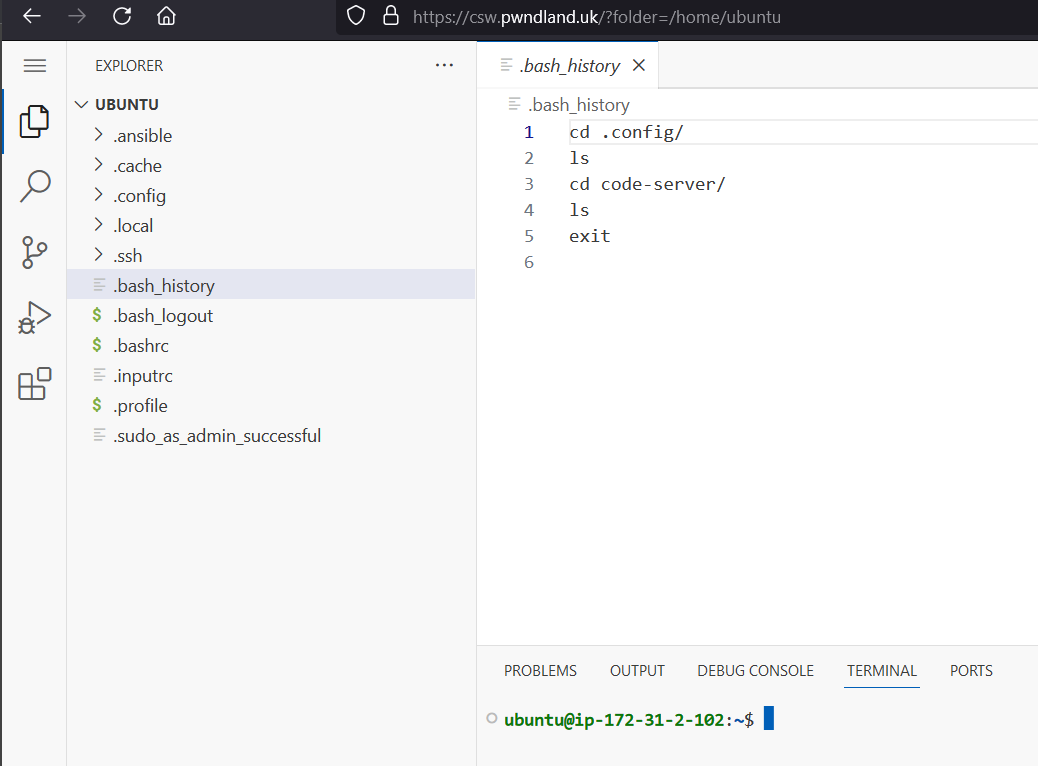 https://csw.pwndland.uk/?folder=/home/ubuntu
EXPLORER
UBUNTU
.ansible
.cache
.config
.local
.ssh
.bash_history
$ .bash_logout
$ .bashrc
.inputrc
$ .profile
.sudo_as_admin_successful
.bash_history
.bash_history
1 cd .config/
2 ls
3 cd code-server/
4 ls
5 exit
6
PROBLEMS OUTPUT DEBUG CONSOLE TERMINAL PORTS
ubuntu@ip-172-31-2-102:~$